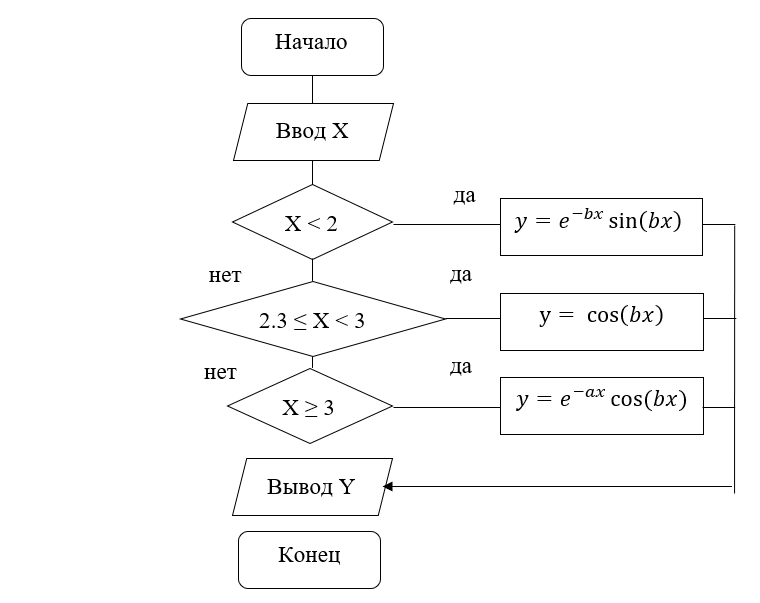 Начало
Ввод X
X < 2
да
y = e^{-bx} sin(bx)
нет
2.3 ≤ X < 3
да
y = cos(bx)
нет
X ≥ 3
да
y = e^{-ax} cos(bx)
Вывод Y
Конец